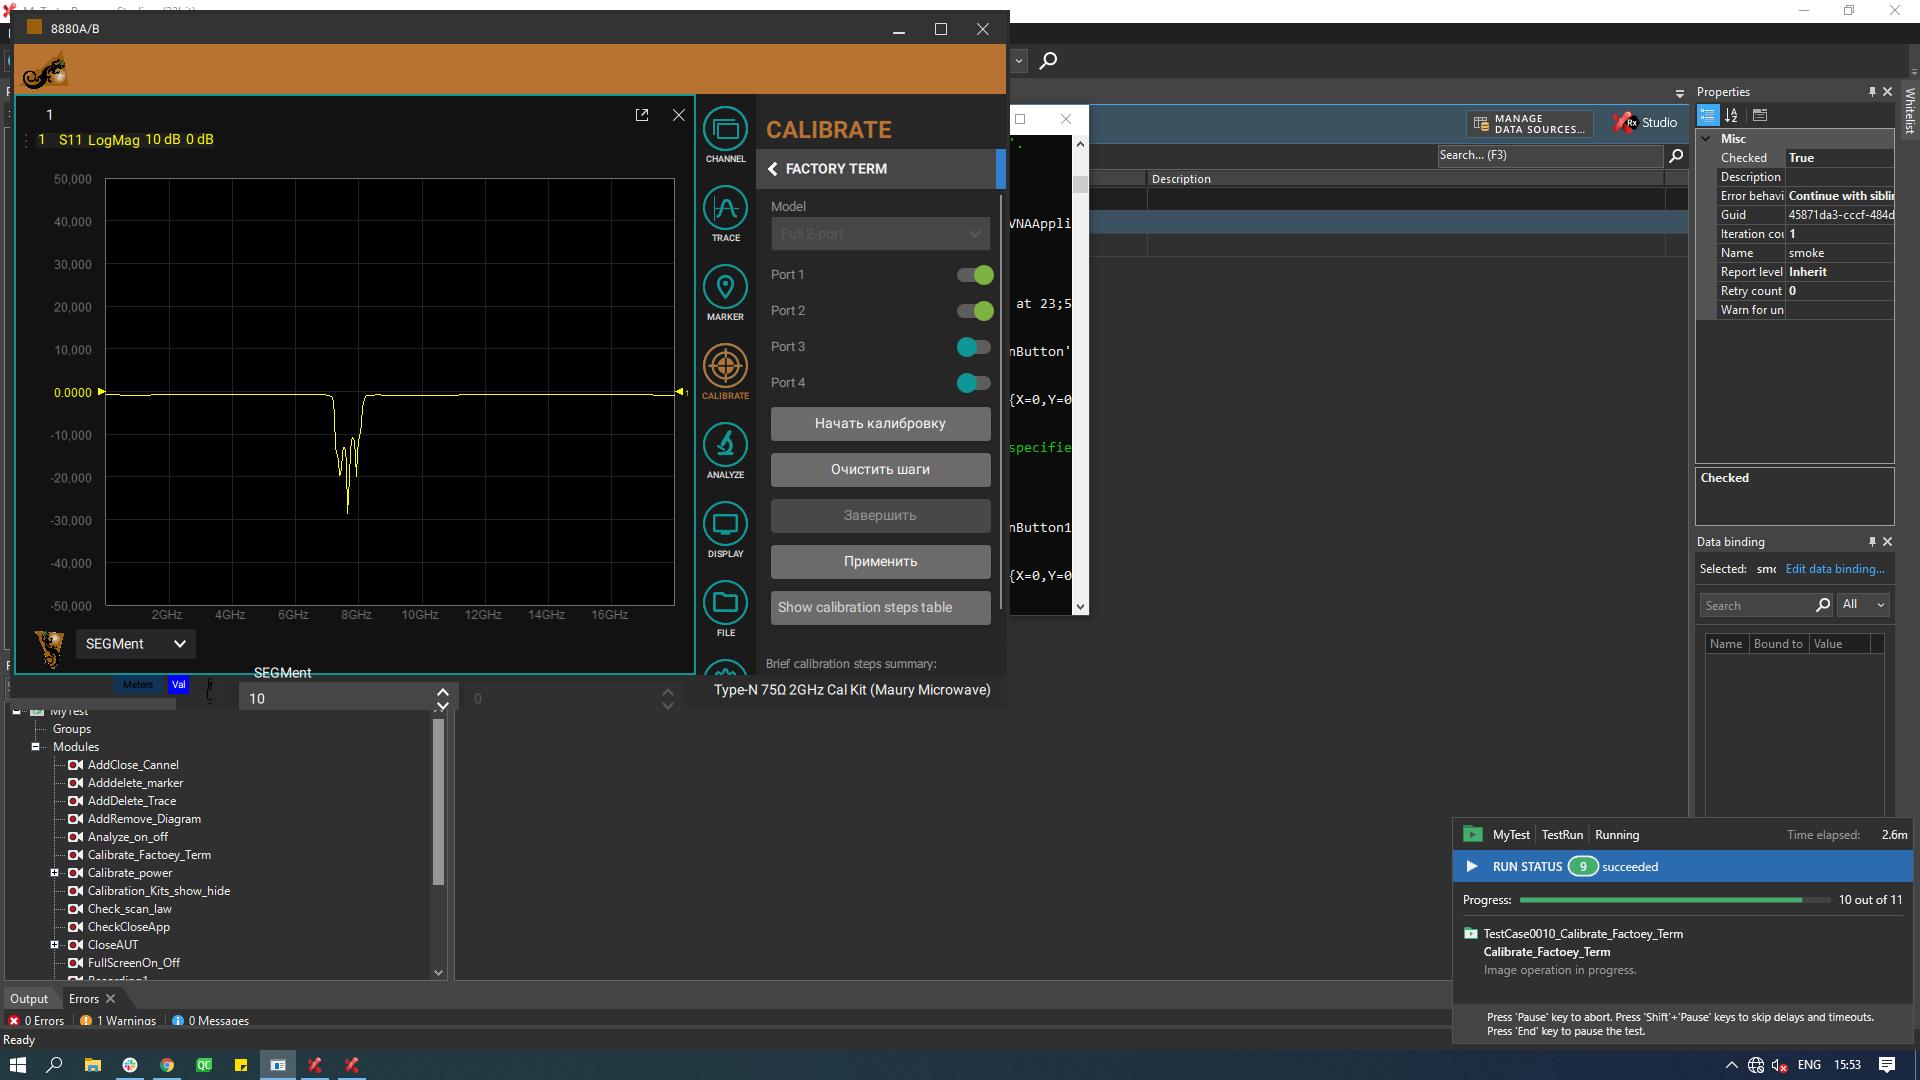 8880A/B
1
1 S11 LogMag 10 dB 0 dB
50,000
40,000
30,000
20,000
10,000
0.0000
-10,000
-20,000
-30,000
-40,000
-50,000
2GHz 4GHz 6GHz 8GHz 10GHz 12GHz 14GHz 16GHz
1
SEGMent
SEGMent
Meters Val
10
0
CHANNEL
TRACE
MARKER
CALIBRATE
ANALYZE
DISPLAY
FILE
CALIBRATE
FACTORY TERM
Model
Full 2-port
Port 1
Port 2
Port 3
Port 4
Начать калибровку
Очистить шаги
Завершить
Применить
Show calibration steps table
Brief calibration steps summary:
Type-N 75Ω 2GHz Cal Kit (Maury Microwave)
VNAAppli
at 23;5
nButton'
{X=0,Y=0
specifie
nButton1
{X=0,Y=0
MANAGE
DATA SOURCES...
Rx Studio
Search... (F3)
Description
Properties
Whitelist
Misc
Checked True
Description
Error behavi Continue with siblin
Guid 45871da3-cccf-484d
Iteration cou 1
Name smoke
Report level Inherit
Retry count 0
Warn for un
Checked
Data binding
Selected: smo Edit data binding...
Search All
Name Bound to Value
MyTest
Groups
Modules
AddClose_Cannel
Adddelete_marker
AddDelete_Trace
AddRemove_Diagram
Analyze_on_off
Calibrate_Factoey_Term
Calibrate_power
Calibration_Kits_show_hide
Check_scan_law
CheckCloseApp
CloseAUT
FullScreenOn_Off
Recording1
MyTest TestRun Running Time elapsed: 2.6m
RUN STATUS 9 succeeded
Progress: 10 out of 11
TestCase0010_Calibrate_Factoey_Term
Calibrate_Factoey_Term
Image operation in progress.
Press 'Pause' key to abort. Press 'Shift'+'Pause' keys to skip delays and timeouts.
Press 'End' key to pause the test.
Output Errors
0 Errors 1 Warnings 0 Messages
Ready
QC
ENG 15:53